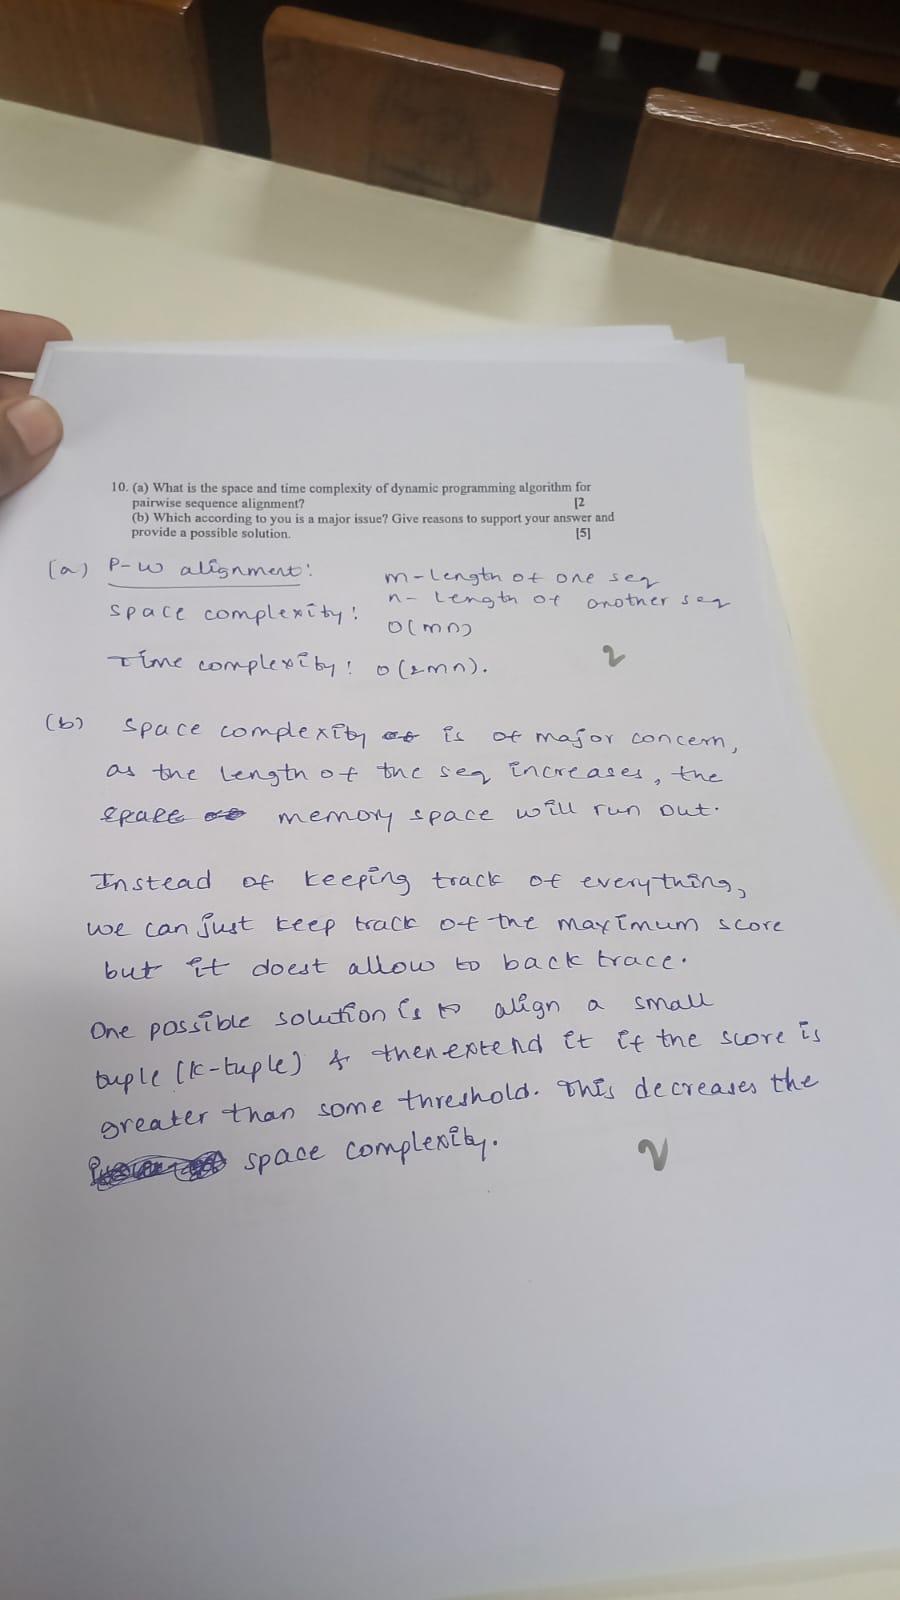 10. (a) What is the space and time complexity of dynamic programming algorithm for
pairwise sequence alignment? [2
(b) Which according to you is a major issue? Give reasons to support your answer and
provide a possible solution. [5]
(a) P-W alignment:
m-length of one seq
n- length of another seq
space complexity: O(mn)
Time complexity: O(2mn).
2
(b) space complexity is of major concern,
as the length of the seq increases, the
memory space will run out.
Instead of keeping track of everything,
we can just keep track of the maximum score
but it doest allow to back trace.
One possible solution is to align a small
tuple (k-tuple) & then extend it if the score is
greater than some threshold. This decreases the
space complexity.
2